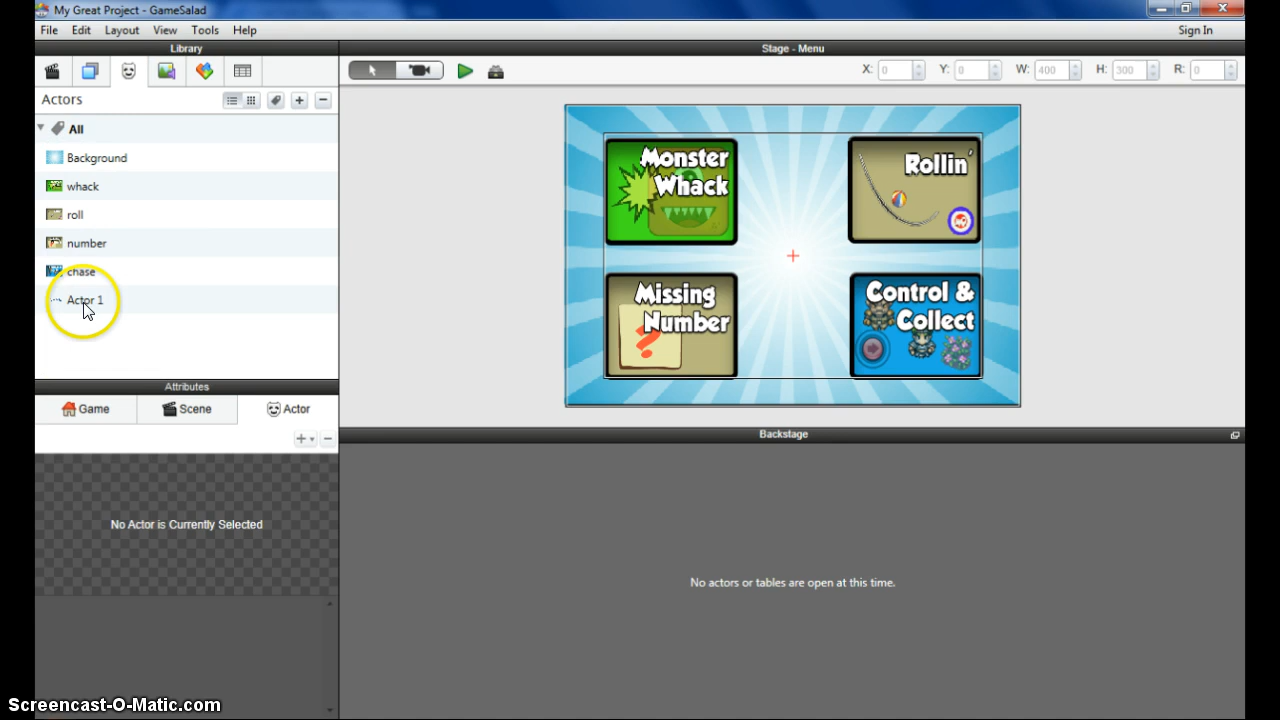 My Great Project - GameSalad
File Edit Layout View Tools Help Sign In
Library
Stage - Menu
X: 0 Y: 0 W: 400 H: 300 R: 0
Actors
All
Background
whack
roll
number
chase
Actor 1
Monster
Whack
Rollin'
Missing
Number
?
Control &
Collect
Attributes
Game Scene Actor
Backstage
No Actor is Currently Selected
No actors or tables are open at this time.
Screencast-O-Matic.com